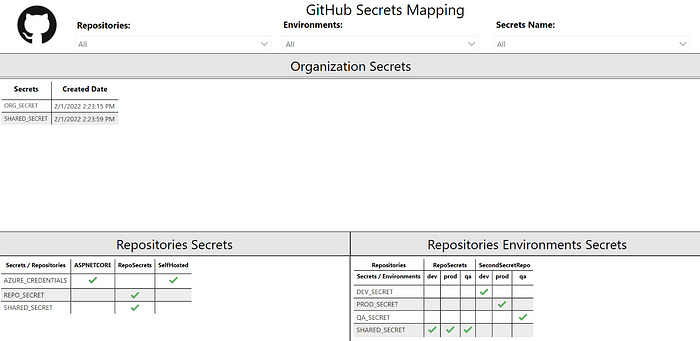 GitHub Secrets Mapping
Repositories: Environments: Secrets Name:
All All All
Organization Secrets
Secrets Created Date
ORG_SECRET 2/1/2022 2:23:15 PM
SHARED_SECRET 2/1/2022 2:23:59 PM
Repositories Secrets
Secrets / Repositories ASPNETCORE RepoSecrets SelfHosted
AZURE_CREDENTIALS
REPO_SECRET
SHARED_SECRET
Repositories Environments Secrets
Repositories RepoSecrets SecondSecretRepo
Secrets / Environments dev prod qa dev prod qa
DEV_SECRET
PROD_SECRET
QA_SECRET
SHARED_SECRET